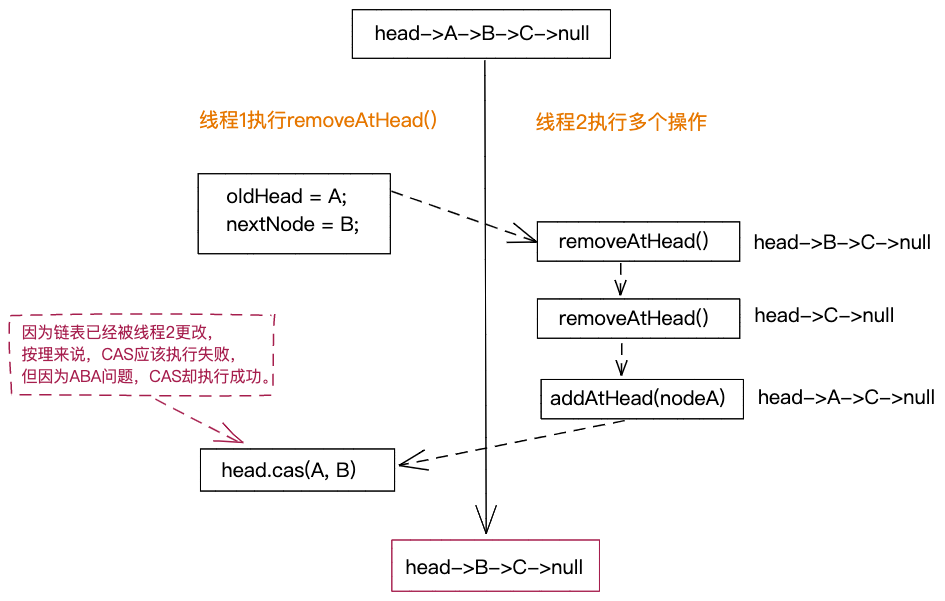 head->A->B->C->null
线程1执行removeAtHead()
线程2执行多个操作
oldHead = A;
nextNode = B;
removeAtHead()
head->B->C->null
removeAtHead()
head->C->null
addAtHead(nodeA)
head->A->C->null
因为链表已经被线程2更改，
按理来说，CAS应该执行失败，
但因为ABA问题，CAS却执行成功。
head.cas(A, B)
head->B->C->null